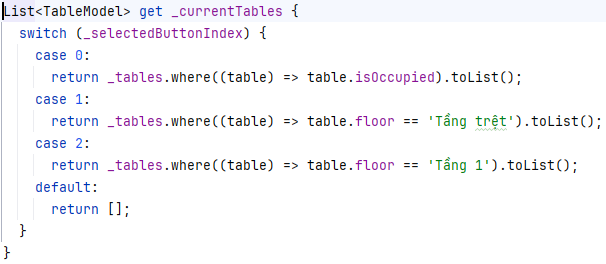 List<TableModel> get _currentTables {
  switch (_selectedButtonIndex) {
    case 0:
      return _tables.where((table) => table.isOccupied).toList();
    case 1:
      return _tables.where((table) => table.floor == 'Tầng trệt').toList();
    case 2:
      return _tables.where((table) => table.floor == 'Tầng 1').toList();
    default:
      return [];
  }
}